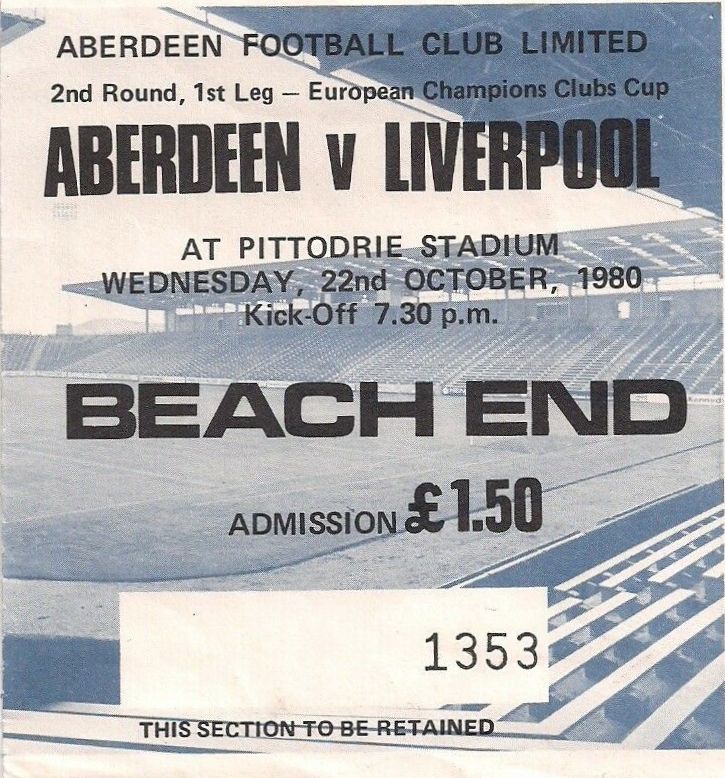 ABERDEEN FOOTBALL CLUB LIMITED
2nd Round, 1st Leg – European Champions Clubs Cup
ABERDEEN v LIVERPOOL
AT PITTODRIE STADIUM
WEDNESDAY, 22nd OCTOBER, 1980
Kick-Off 7.30 p.m.
BEACH END
ADMISSION £1.50
1353
THIS SECTION TO BE RETAINED